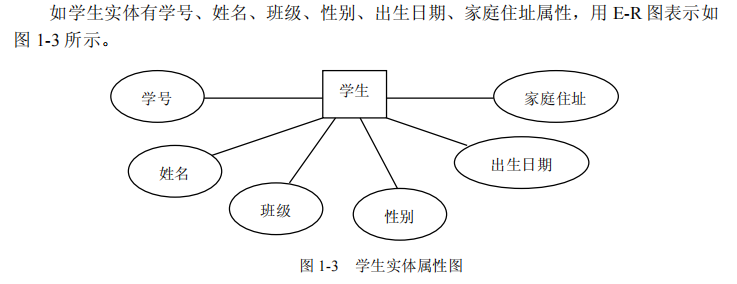 如学生实体有学号、姓名、班级、性别、出生日期、家庭住址属性，用 E-R 图表示如
图 1-3 所示。
学号
学生
家庭住址
姓名
出生日期
班级
性别
图 1-3 学生实体属性图